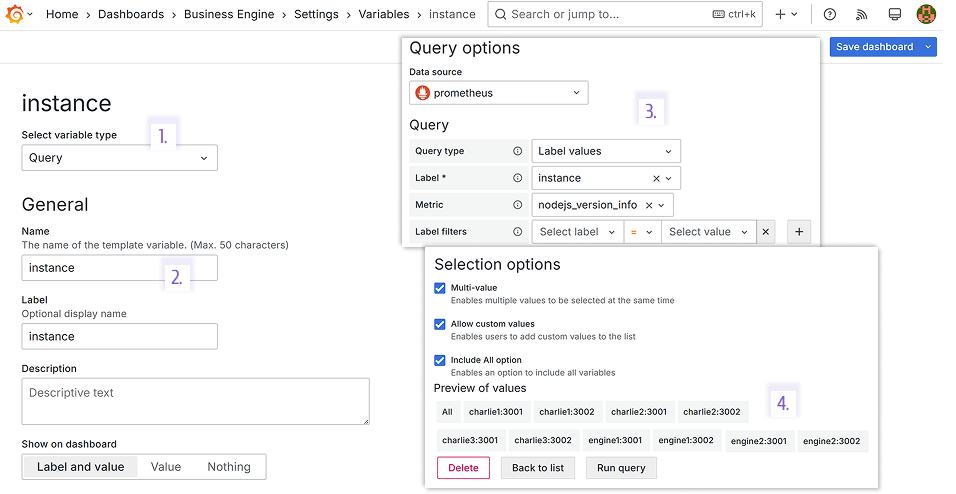 Home > Dashboards > Business Engine > Settings > Variables > instance
Search or jump to...
ctrl+k
Save dashboard
instance
Select variable type
1.
Query
General
Name
The name of the template variable. (Max. 50 characters)
instance
2.
Label
Optional display name
instance
Description
Descriptive text
Show on dashboard
Label and value Value Nothing
Query options
Data source
prometheus
3.
Query
Query type Label values
Label * instance
Metric nodejs_version_info
Label filters Select label = Select value
Selection options
Multi-value
Enables multiple values to be selected at the same time
Allow custom values
Enables users to add custom values to the list
Include All option
Enables an option to include all variables
Preview of values
4.
All charlie1:3001 charlie1:3002 charlie2:3001 charlie2:3002
charlie3:3001 charlie3:3002 engine1:3001 engine1:3002 engine2:3001 engine2:3002
Delete Back to list Run query